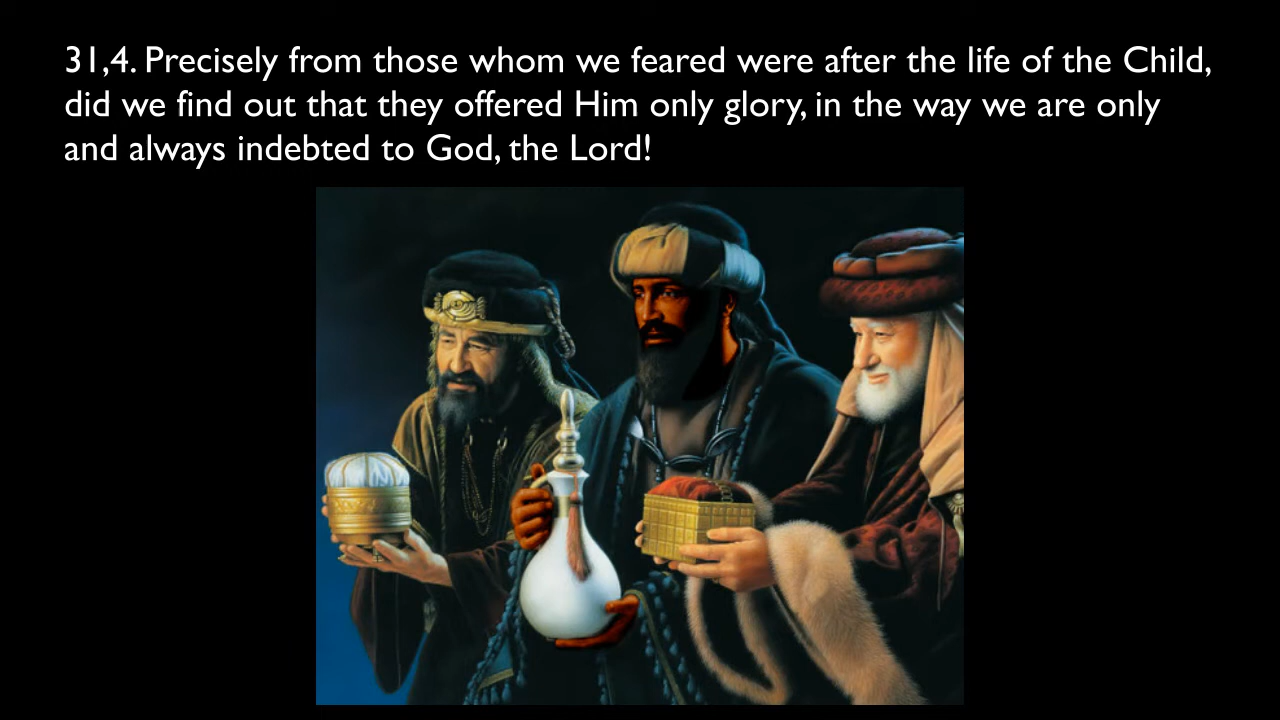 31,4. Precisely from those whom we feared were after the life of the Child,
did we find out that they offered Him only glory, in the way we are only
and always indebted to God, the Lord!